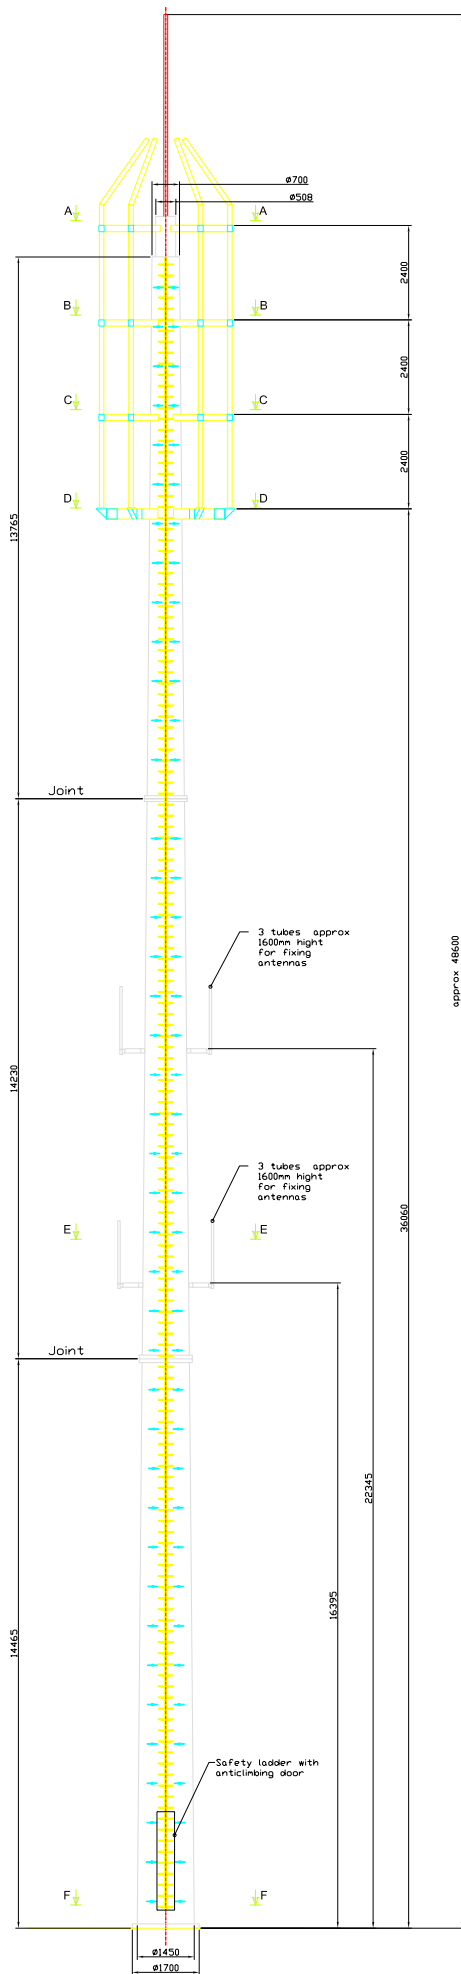 ø700
ø508
A
A
2400
B
B
2400
C
C
2400
D
D
13765
Joint
3 tubes approx
1600mm hight
for fixing
antennas
approx 48600
14230
3 tubes approx
1600mm hight
for fixing
antennas
36060
E
E
Joint
22345
16395
14465
Safety ladder with
anticlimbing door
F
F
ø1450
ø1700